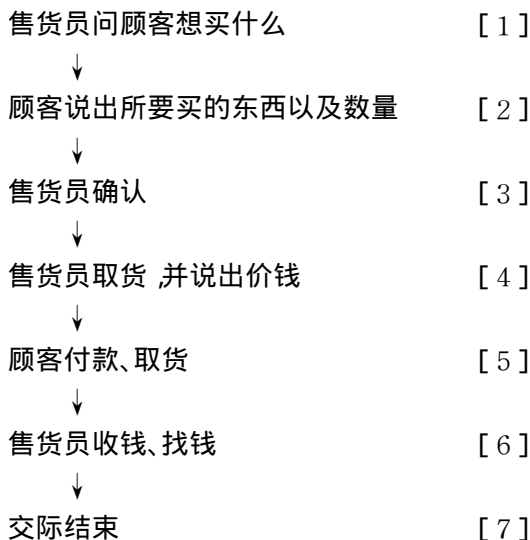 售货员问顾客想买什么 [1]
↓
顾客说出所要买的东西以及数量 [2]
↓
售货员确认 [3]
↓
售货员取货,并说出价钱 [4]
↓
顾客付款、取货 [5]
↓
售货员收钱、找钱 [6]
↓
交际结束 [7]